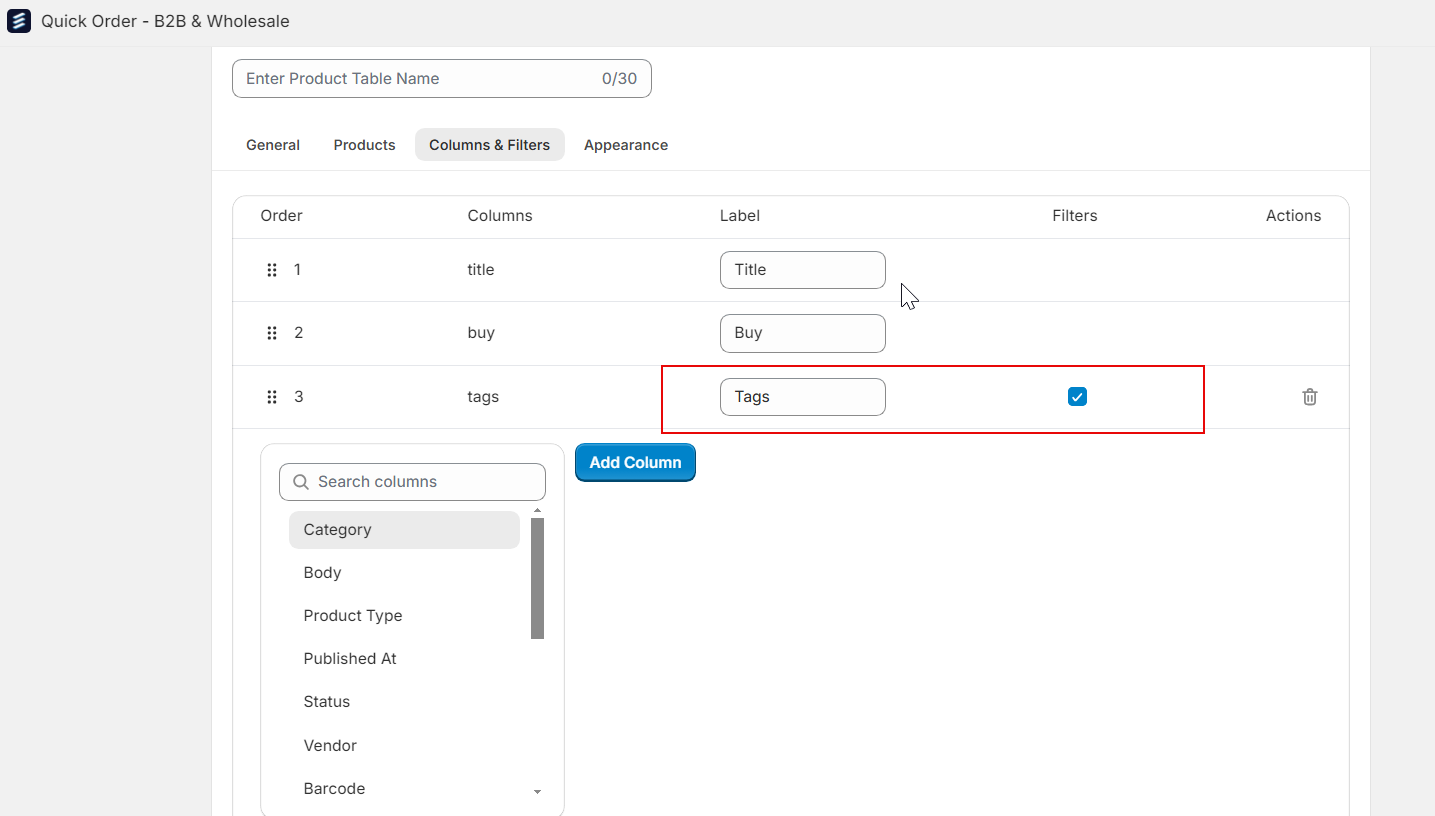 Quick Order - B2B & Wholesale
Enter Product Table Name 0/30
General Products Columns & Filters Appearance
Order Columns Label Filters Actions
1 title Title
2 buy Buy
3 tags Tags
Search columns Add Column
Category
Body
Product Type
Published At
Status
Vendor
Barcode